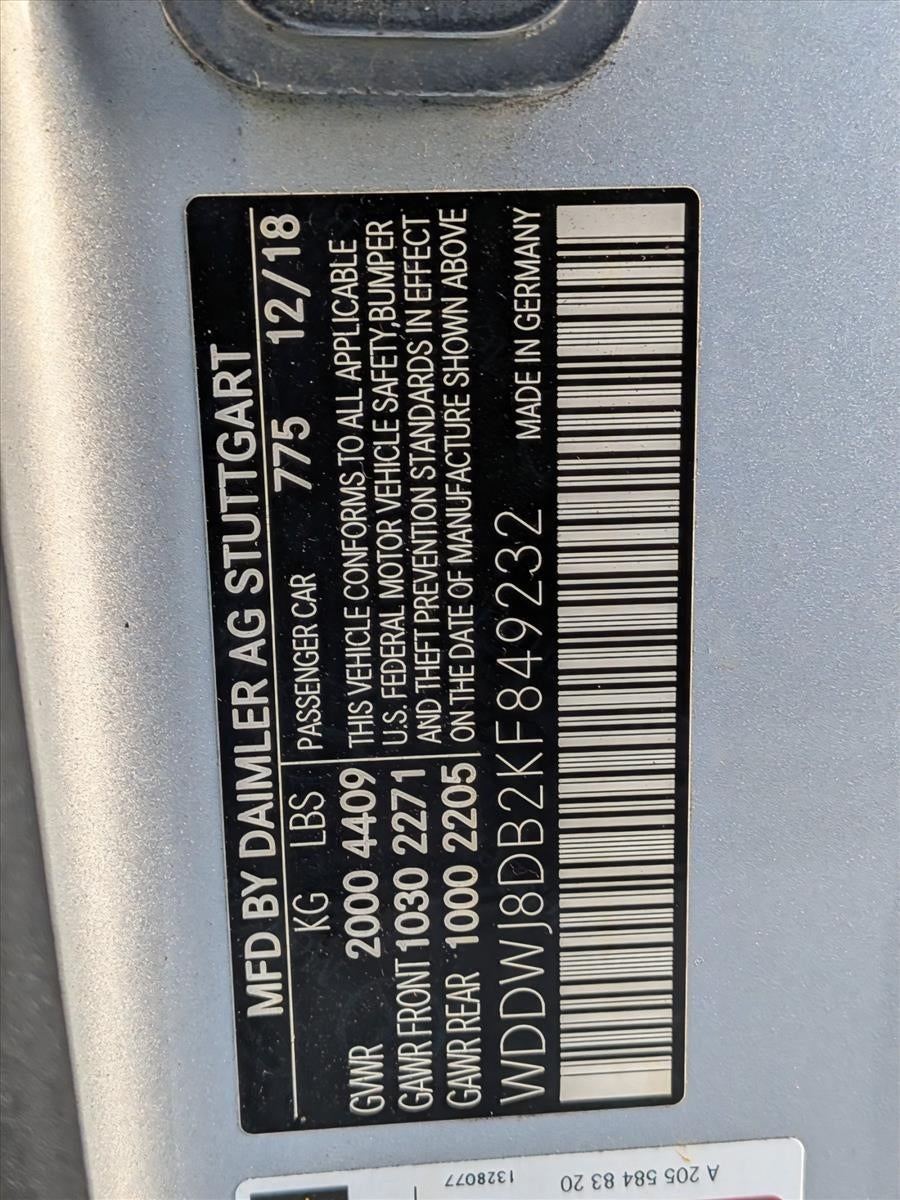 MFD BY DAIMLER AG STUTTGART
KG LBS PASSENGER CAR 775 12/18
GVWR 2000 4409 THIS VEHICLE CONFORMS TO ALL APPLICABLE
U.S. FEDERAL MOTOR VEHICLE SAFETY,BUMPER
GAWR FRONT 1030 2271 AND THEFT PREVENTION STANDARDS IN EFFECT
GAWR REAR 1000 2205 ON THE DATE OF MANUFACTURE SHOWN ABOVE
WDDWJ8DB2KF849232 MADE IN GERMANY
A 205 584 83 20
1328077